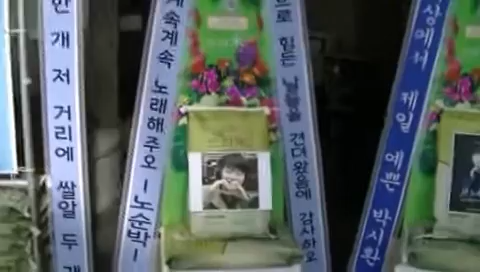 한 개 저 거리에 쌀알 두 개
계속계속 노래해주오 - 노순박 -
으로 힘든 날들을 견뎌왔음에 감사하오
상에서 제일 예쁜 박시환